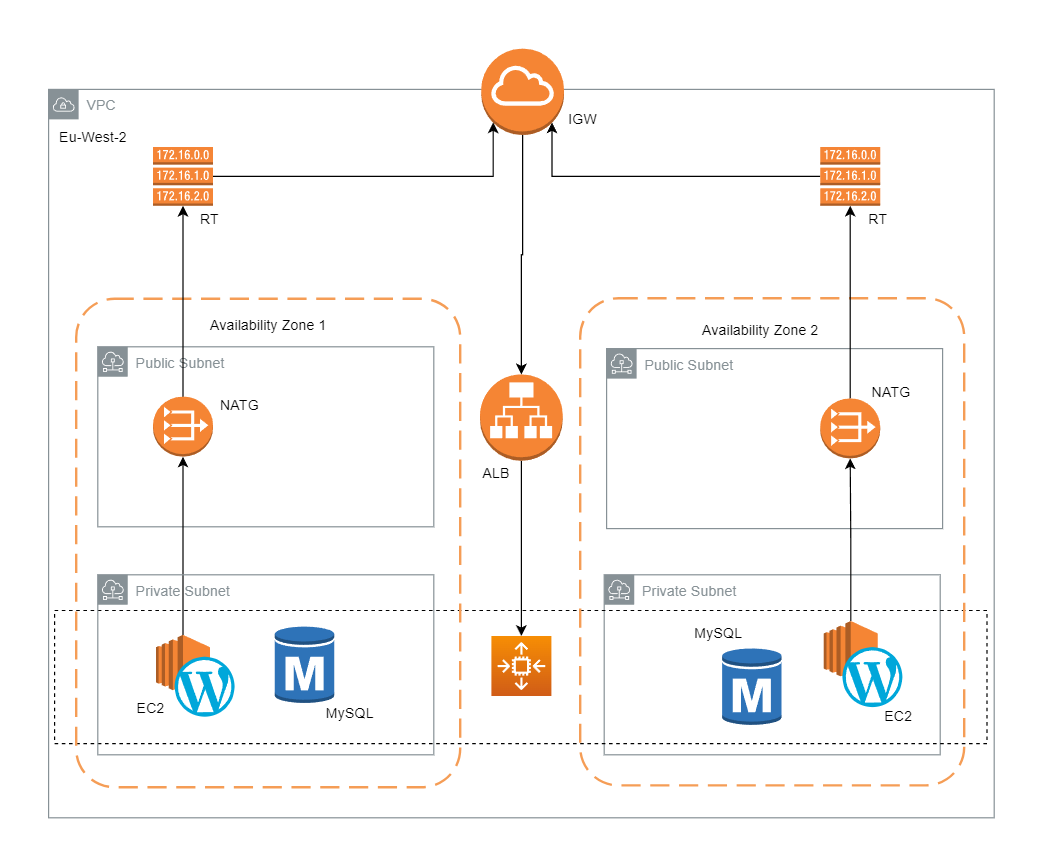 VPC
IGW
Eu-West-2
172.16.0.0
172.16.1.0
172.16.2.0
RT
172.16.0.0
172.16.1.0
172.16.2.0
RT
Availability Zone 1
Availability Zone 2
Public Subnet
Public Subnet
NATG
NATG
ALB
Private Subnet
Private Subnet
M
W
EC2
MySQL
MySQL
M
W
EC2